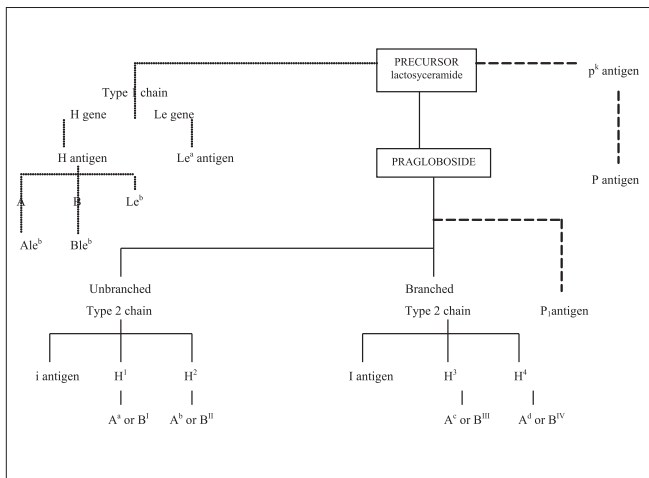 PRECURSOR
lactosyceramide
pᵏ antigen
Type 1 chain
H gene Le gene
H antigen Leᵃ antigen
PRAGLOBOSIDE
P antigen
A B Leᵇ
Aleᵇ Bleᵇ
Unbranched Branched
Type 2 chain Type 2 chain P₁antigen
i antigen H¹ H² I antigen H³ H⁴
Aᵃ or Bᴵ Aᵇ or Bᴵᴵ Aᶜ or Bᴵᴵᴵ Aᵈ or Bᴵⱽ